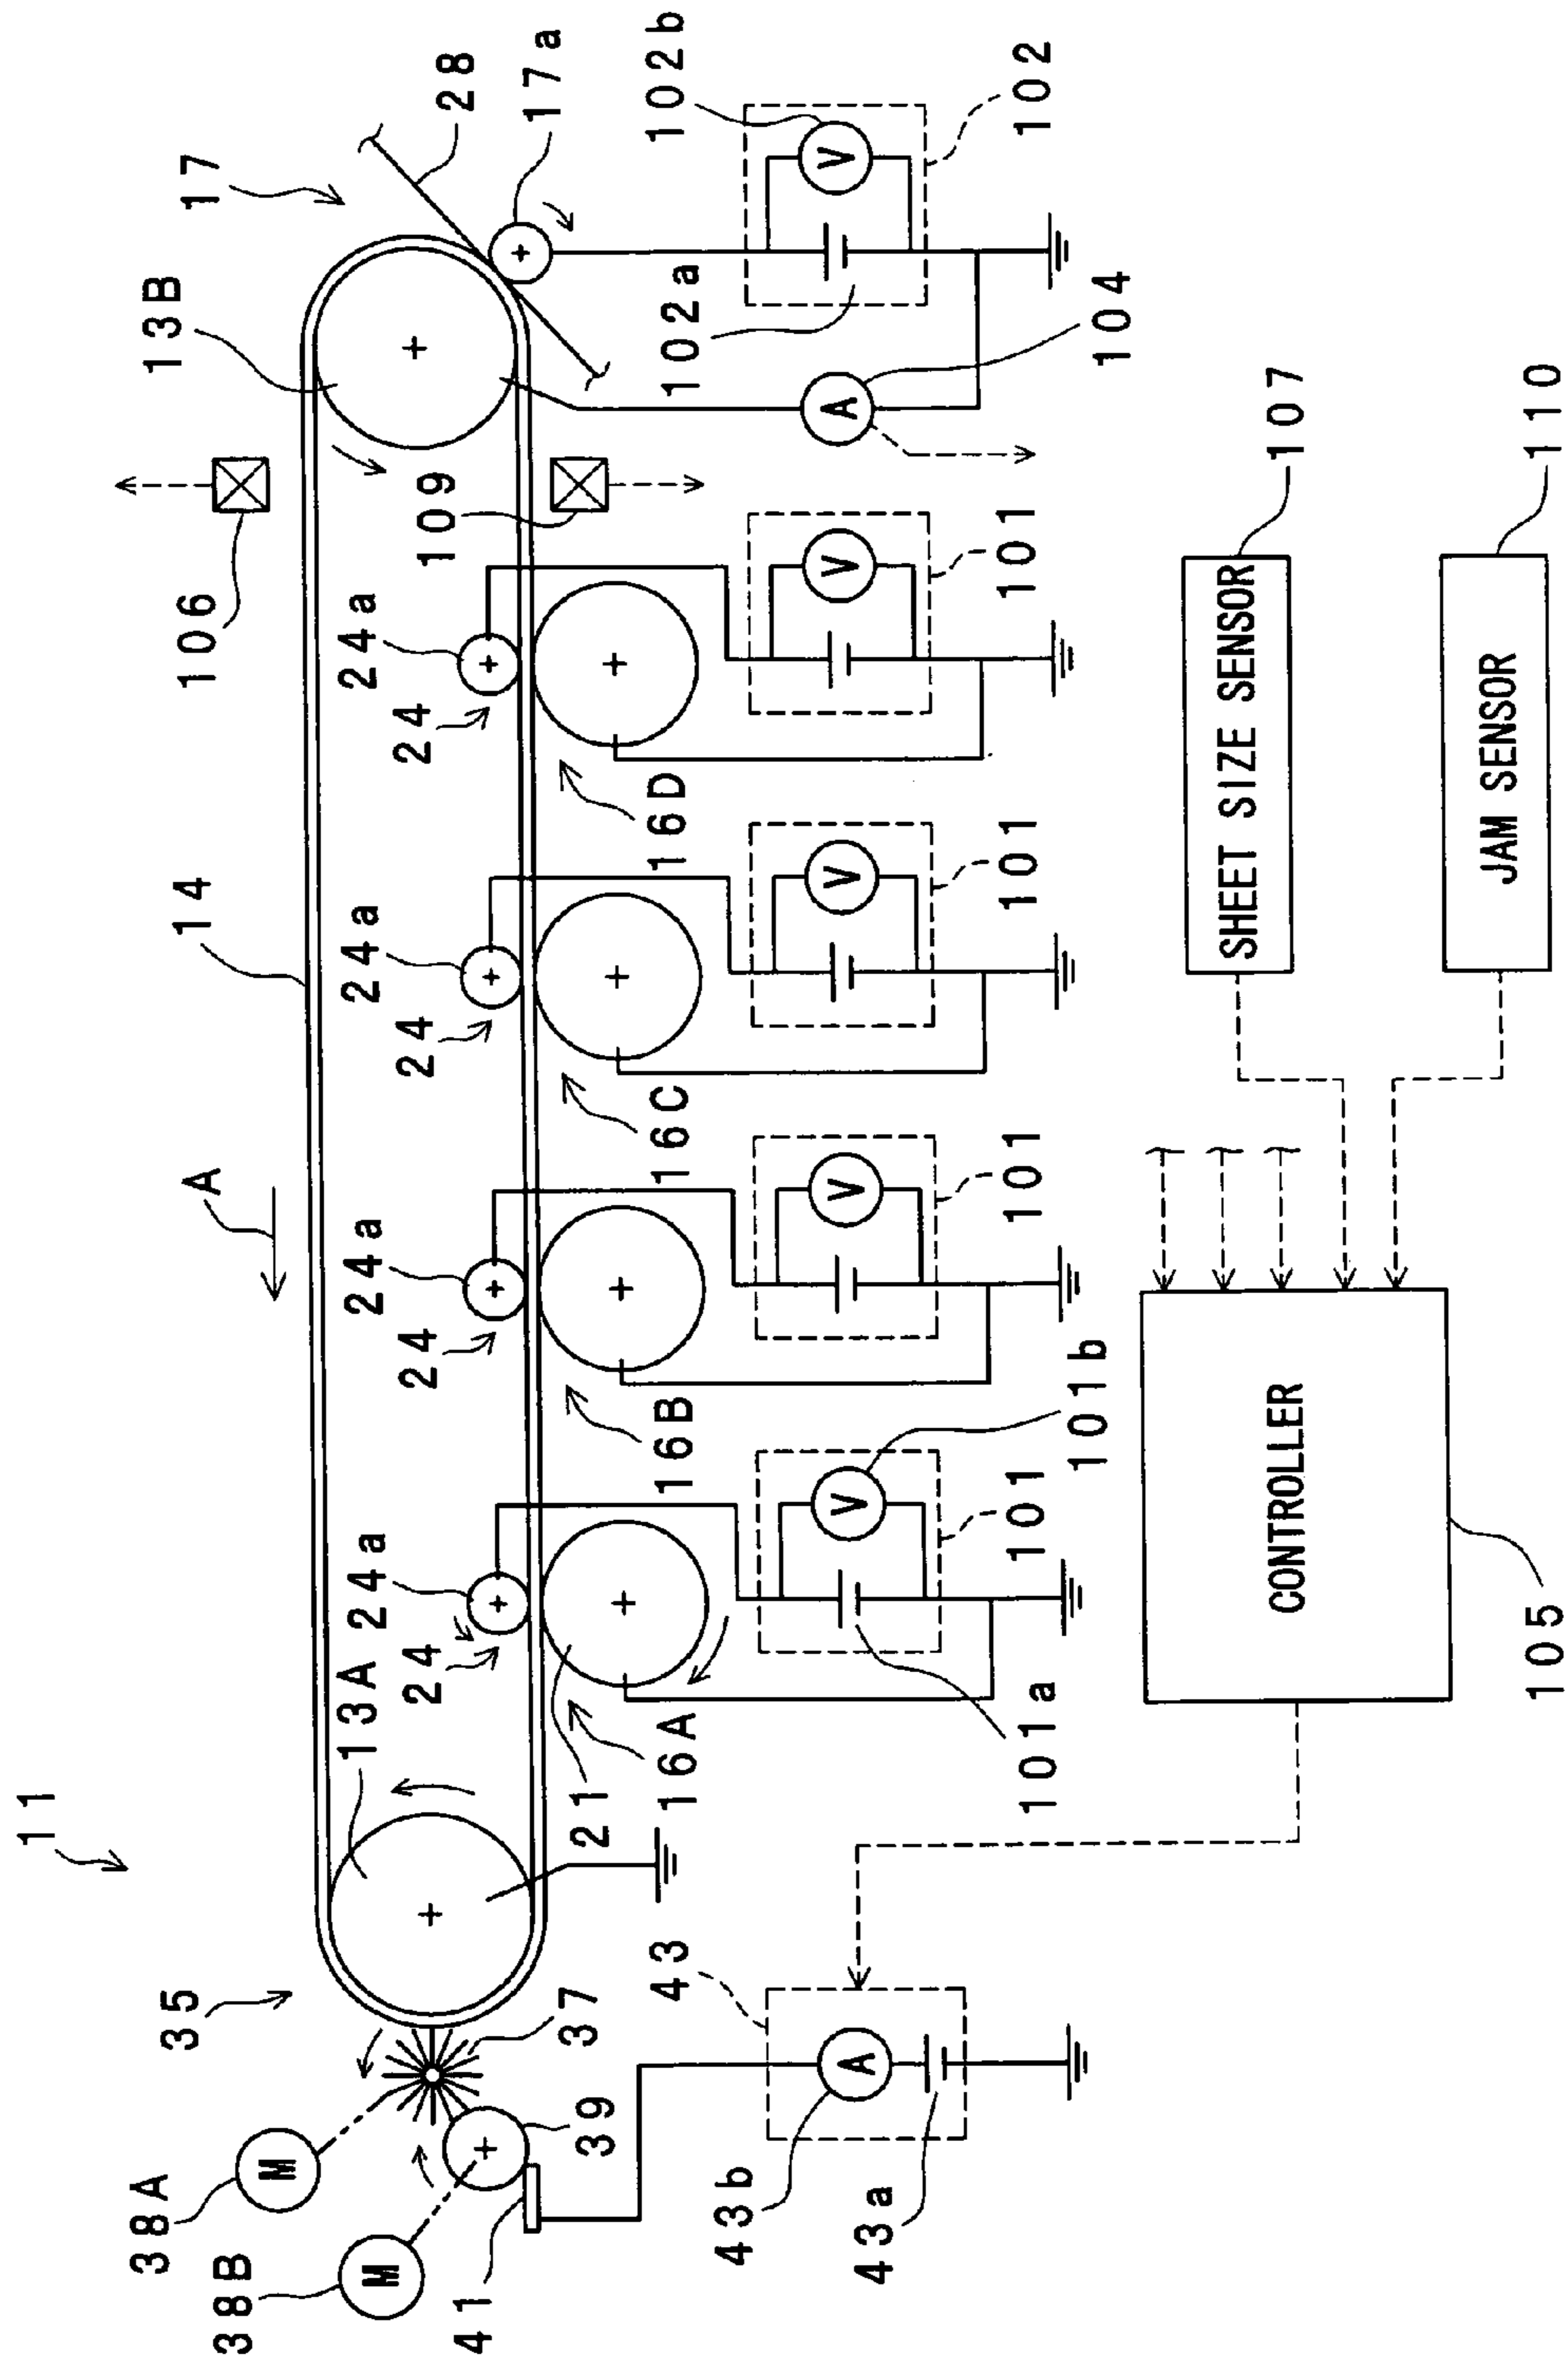 11
35
38A
M
38B
M
41
39
37
43
43b
A
43a
13A
A
14
24a
24
24a
24
24a
24
24a
24
21
16A
16B
16C
16D
101
101b
101a
V
101
V
101
V
101
V
106
109
13B
17
28
17a
102b
102
V
102a
104
A
SHEET SIZE SENSOR
107
JAM SENSOR
110
CONTROLLER
105